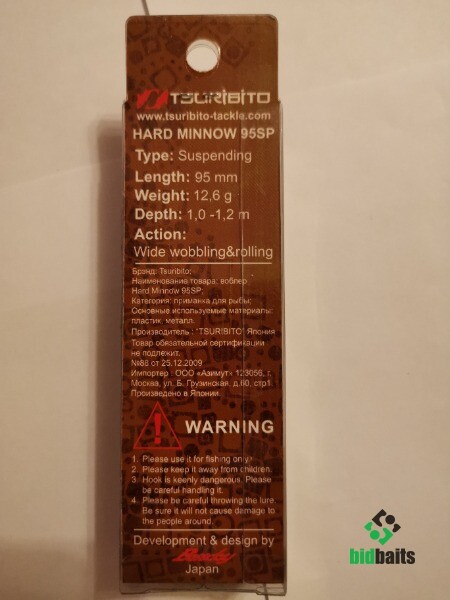 TSURIBITO
www.tsuribito-tackle.com
HARD MINNOW 95SP
Type: Suspending
Length: 95 mm
Weight: 12,6 g
Depth: 1,0 -1,2 m
Action:
Wide wobbling&rolling
Бранд: Tsuribito;
Наименование товара: воблер
Hard Minnow 95SP;
Категория: приманка для рыбы;
Основные используемые материалы:
пластик, металл.
Производитель : "TSURIBITO" Япония
Товар обязательной сертификации
не подлежит.
№88 от 25.12.2009
Импортер : ООО «Азимут» 123056, г.
Москва, ул. Б. Грузинская, д.60, стр1.
Произведено в Японии.
WARNING
1. Please use it for fishing only.
2. Please keep it away from children.
3. Hook is keenly dangerous. Please
be careful handling it.
4. Please be careful throwing the lure.
Be sure it will not cause damage to
the people around.
Development & design by
Japan
bidbaits